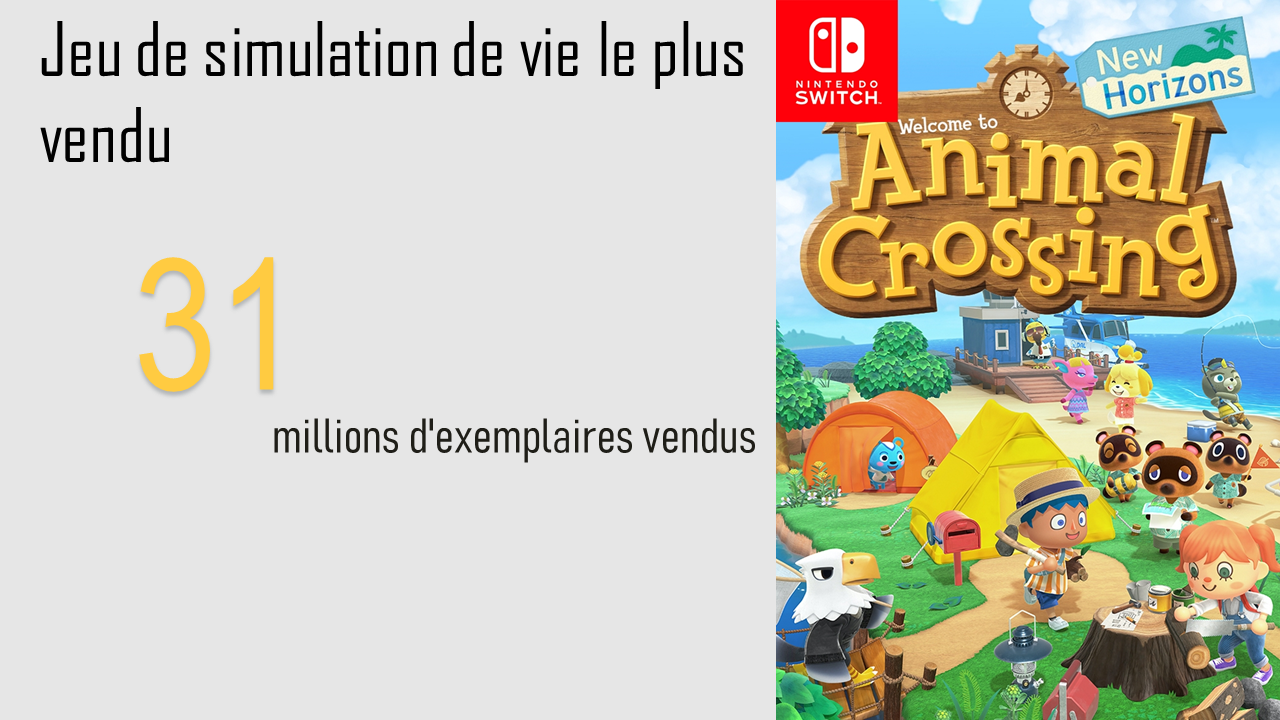 Jeu de simulation de vie le plus
vendu
31
millions d'exemplaires vendus
NINTENDO
SWITCH
New
Horizons
Welcome to
Animal
Crossing